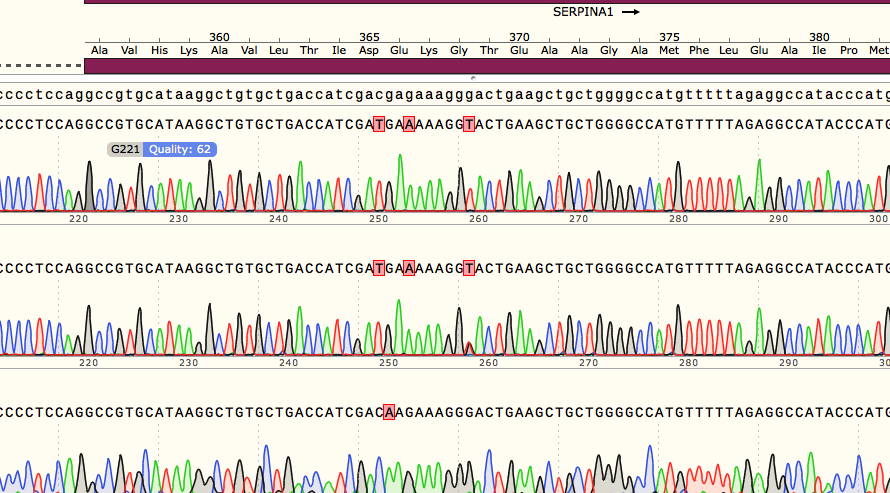 SERPINA1
360 365 370 375 380
Ala Val His Lys Ala Val Leu Thr Ile Asp Glu Lys Gly Thr Glu Ala Ala Gly Ala Met Phe Leu Glu Ala Ile Pro Met
cccctccaggccgtgcataaggctgtgctgaccatcgacgagaaagggactgaagctgctggggccatgtttttagaggccatacccatg
CCCCTCCAGGCCGTGCATAAGGCTGTGCTGACCATCGATGAAAAAGGTACTGAAGCTGCTGGGGCCATGTTTTTAGAGGCCATACCCATG
G221 Quality: 62
220 230 240 250 260 270 280 290 300
CCCCTCCAGGCCGTGCATAAGGCTGTGCTGACCATCGATGAAAAAGGTACTGAAGCTGCTGGGGCCATGTTTTTAGAGGCCATACCCATG
220 230 240 250 260 270 280 290 30
CCCCTCCAGGCCGTGCATAAGGCTGTGCTGACCATCGACAAGAAAGGGACTGAAGCTGCTGGGGCCATGTTTTTAGAGGCCATACCCATG